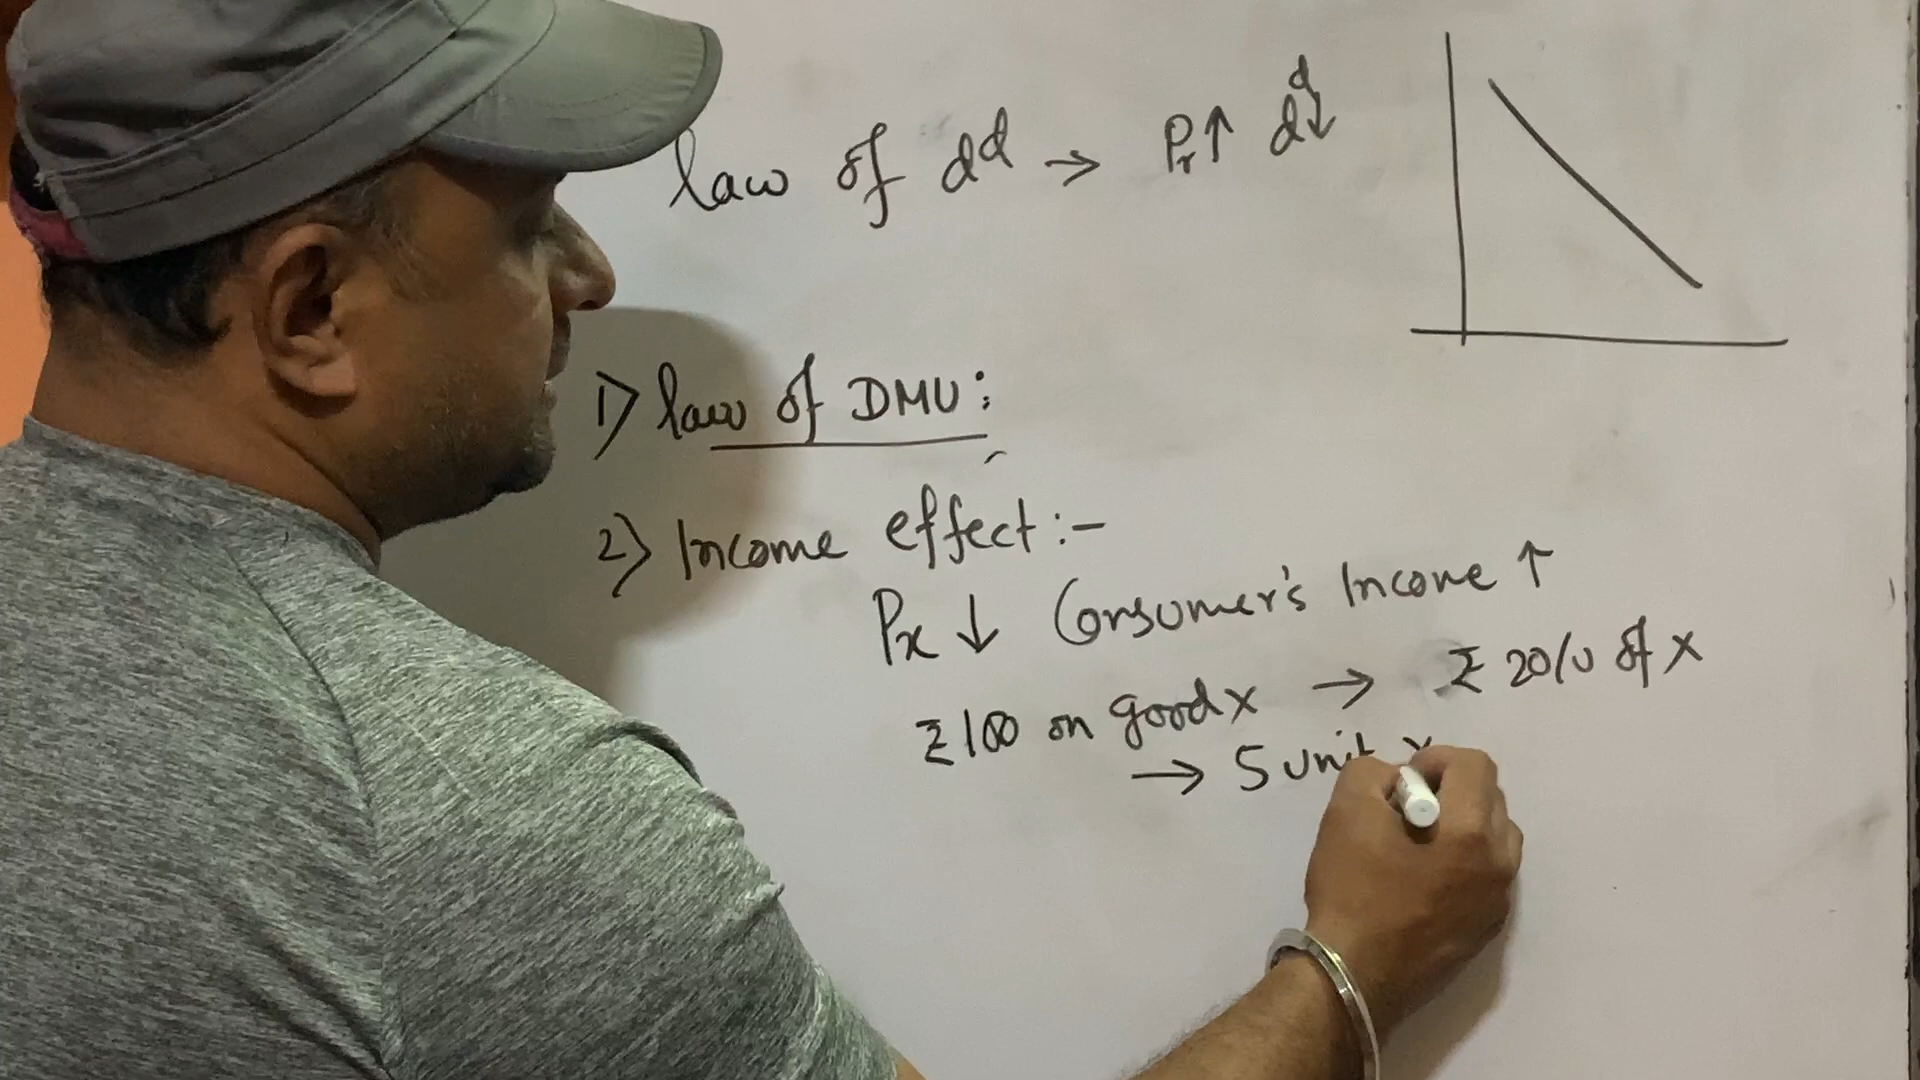 law of dd → Pr↑ dd↓
1) law of DMU:
2) Income effect:-
Px ↓ Consumer's Income ↑
₹100 on good x → ₹ 20/u of x
→ 5 unit x